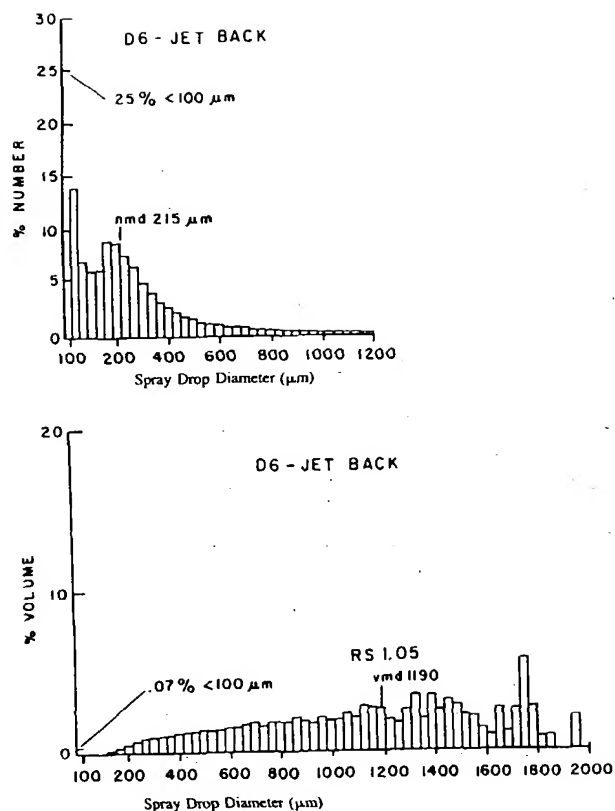 D6 - JET BACK
30
25
20
15
10
5
0
% NUMBER
25% <100 µm
nmd 215 µm
100 200 400 600 800 1000 1200
Spray Drop Diameter (µm)
D6 - JET BACK
20
10
0
% VOLUME
.07% <100 µm
RS 1.05
vmd 1190
100 200 400 600 800 1000 1200 1400 1600 1800 2000
Spray Drop Diameter (µm)